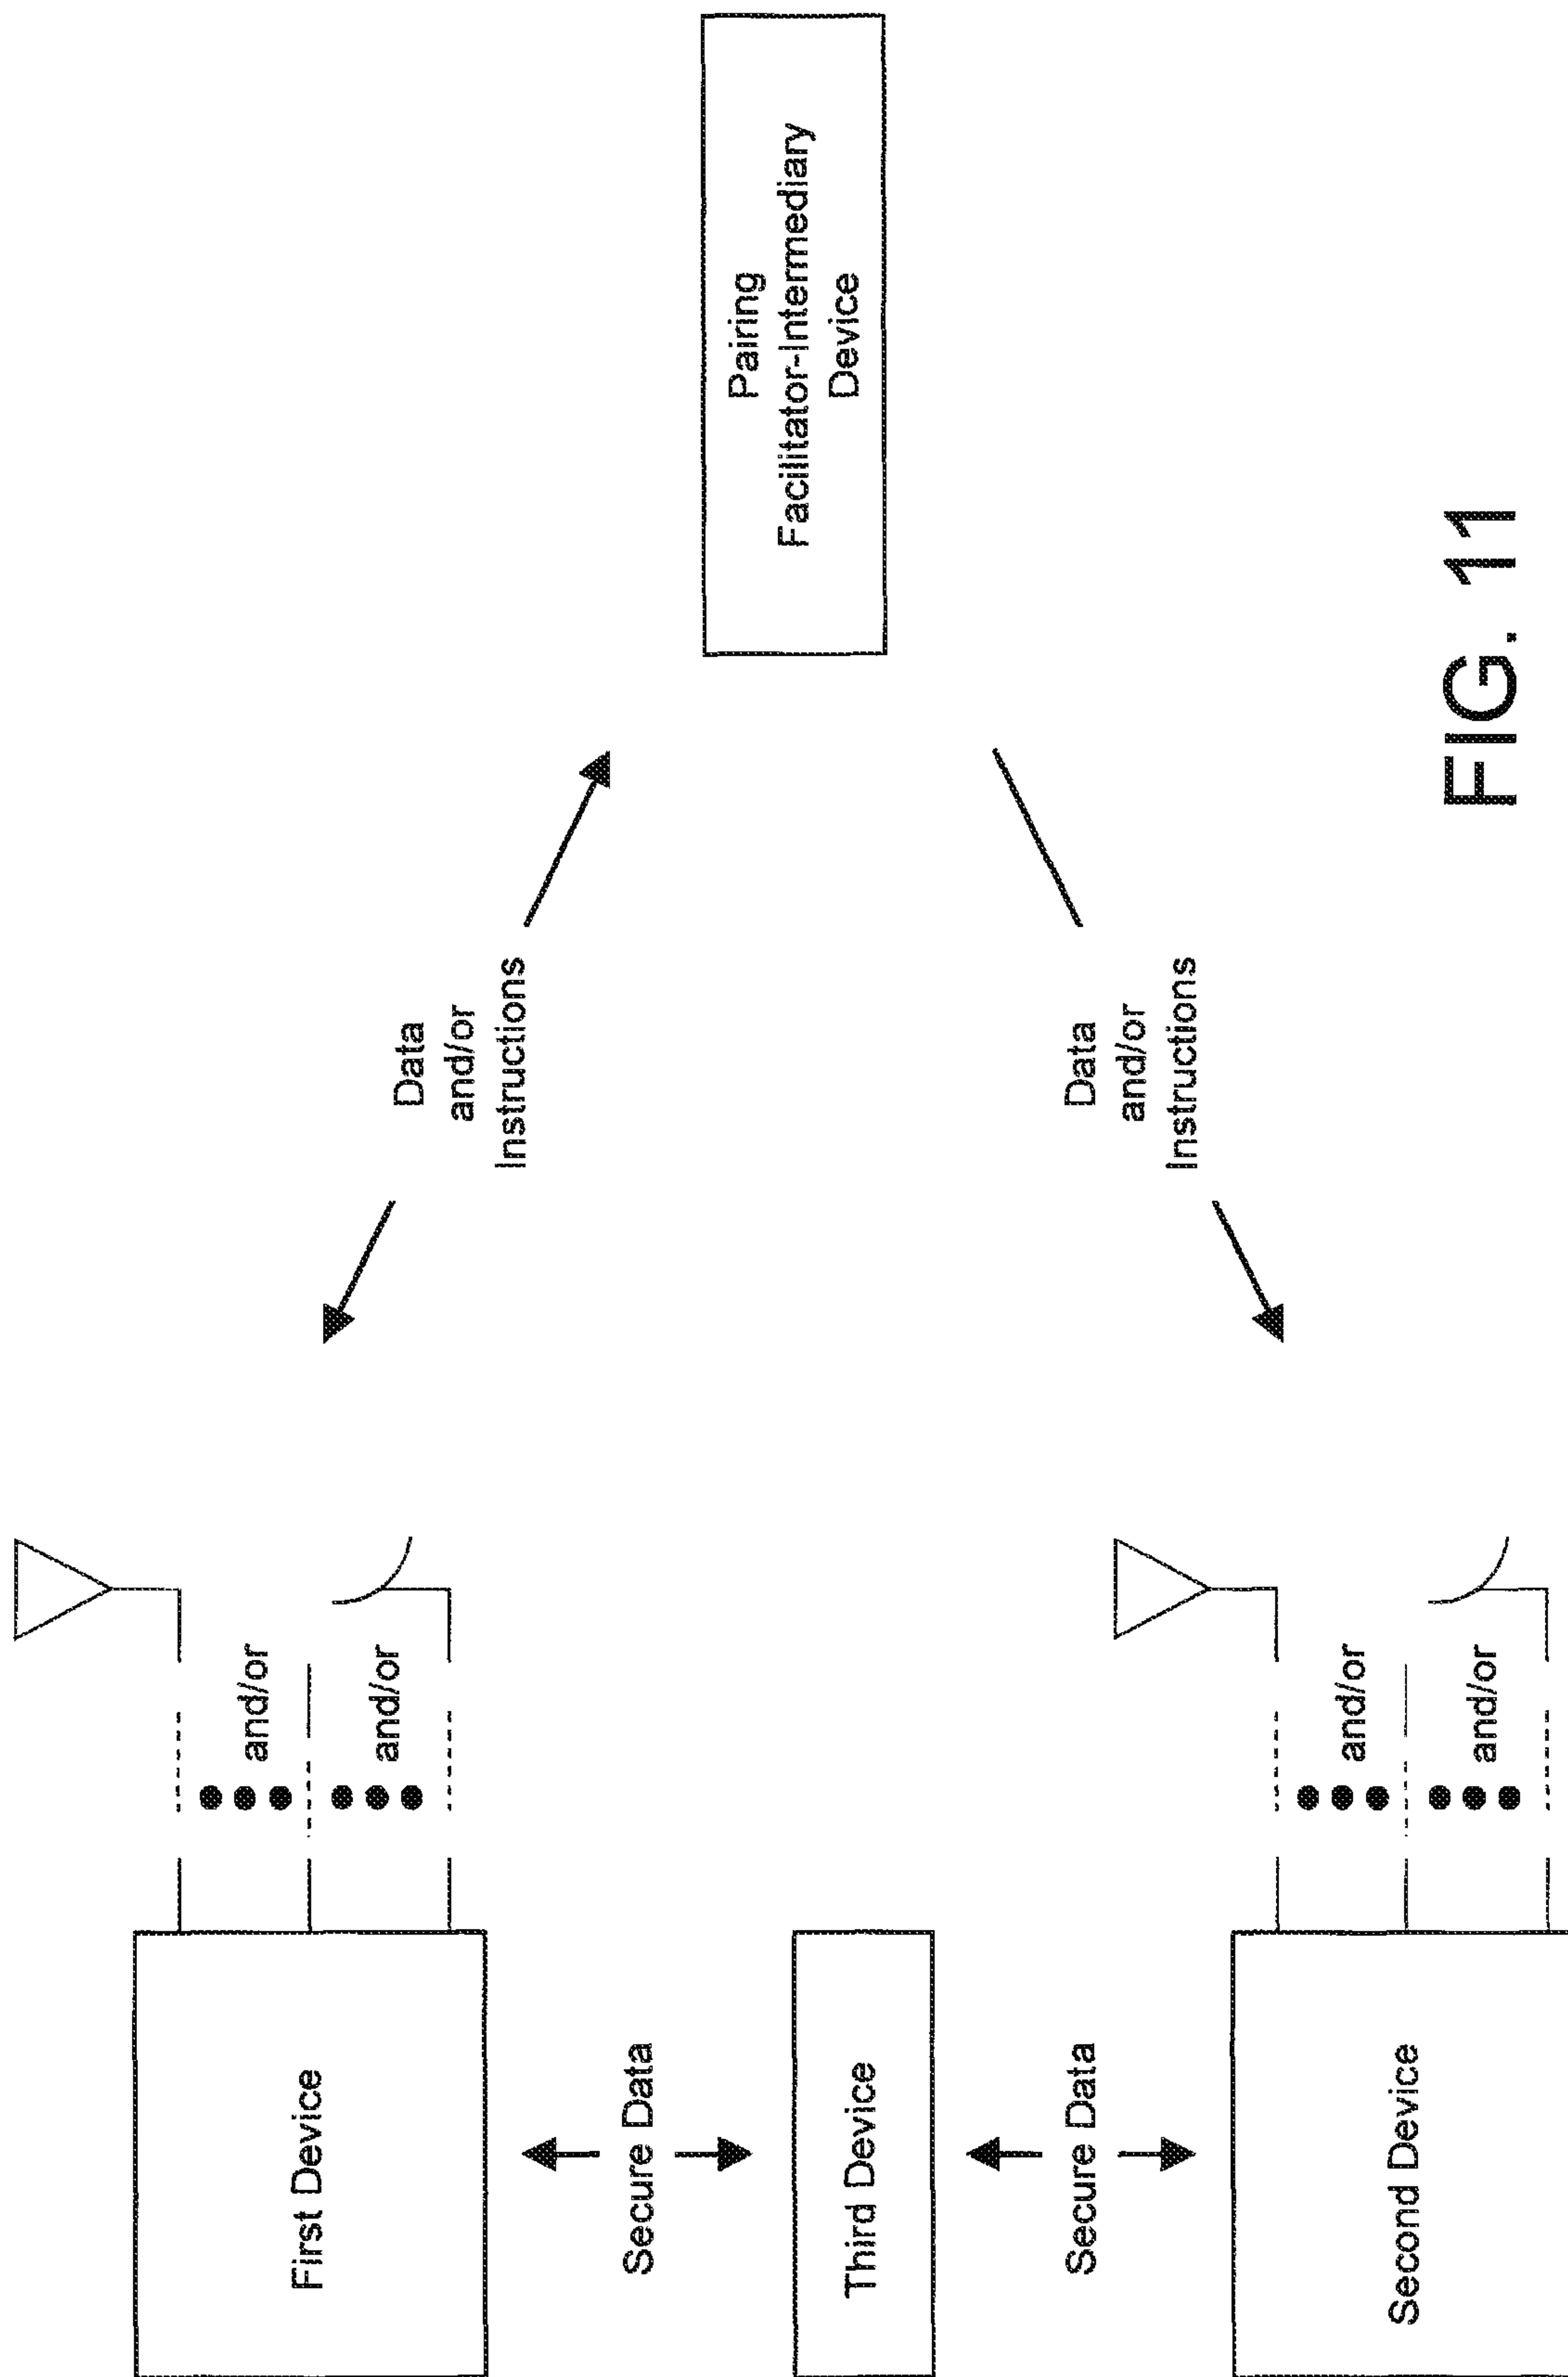 First Device
and/or
and/or
Data
and/or
Instructions
Secure Data
Third Device
Pairing
Facilitator-Intermediary
Device
Secure Data
Data
and/or
Instructions
Second Device
and/or
and/or
FIG. 11